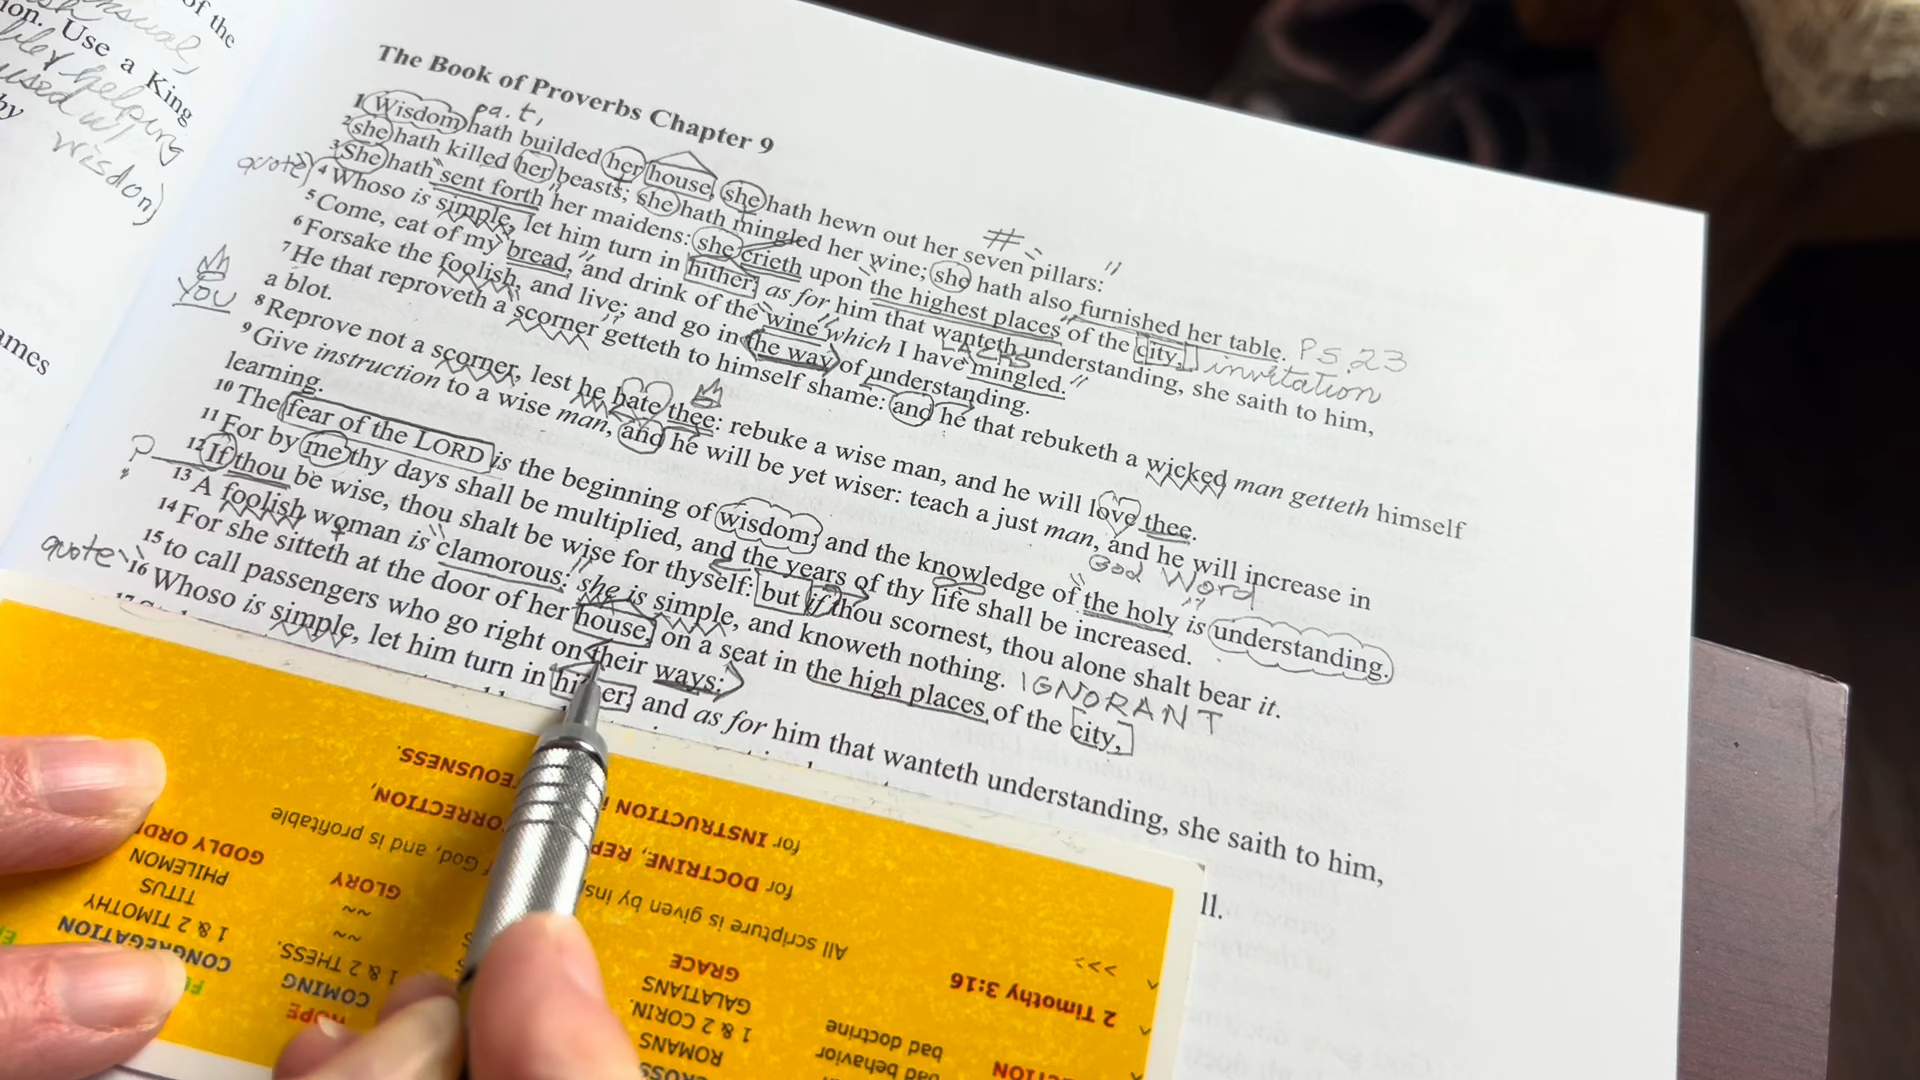 of the
ion. Use a King
by
wisdom)
ames
The Book of Proverbs Chapter 9
pa.t,
1 Wisdom hath builded her house, she hath hewn out her seven pillars:
2 she hath killed her beasts; she hath mingled her wine; she hath also furnished her table. PS.23
quote
3 She hath sent forth her maidens: she crieth upon the highest places of the city, invitation
4 Whoso is simple, let him turn in hither: as for him that wanteth understanding, she saith to him,
LACKS
5 Come, eat of my bread, and drink of the wine which I have mingled.
6 Forsake the foolish, and live; and go in the way of understanding.
7 He that reproveth a scorner getteth to himself shame: and he that rebuketh a wicked man getteth himself
a blot.
YOU
8 Reprove not a scorner, lest he hate thee: rebuke a wise man, and he will love thee.
9 Give instruction to a wise man, and he will be yet wiser: teach a just man, and he will increase in
learning.
God Word
10 The fear of the LORD is the beginning of wisdom: and the knowledge of the holy is understanding.
11 For by me thy days shall be multiplied, and the years of thy life shall be increased.
12 If thou be wise, thou shalt be wise for thyself: but if thou scornest, thou alone shalt bear it.
13 A foolish woman is clamorous: she is simple, and knoweth nothing. IGNORANT
14 For she sitteth at the door of her house, on a seat in the high places of the city,
15 to call passengers who go right on their ways:
quote
16 Whoso is simple, let him turn in hither: and as for him that wanteth understanding, she saith to him,
ll.
for INSTRUCTION
for DOCTRINE,
All scripture is given by
of God, and is profitable
2 Timothy 3:16
>>>
bad doctrine
bad behavior
GODLY
PHILEMON
TITUS
1 & 2 TIMOTHY
CONGREGATION
GLORY
~~
~~
1 & 2 THESS.
COMING
HOPE
GRACE
GALATIANS
1 & 2 CORIN.
ROMANS